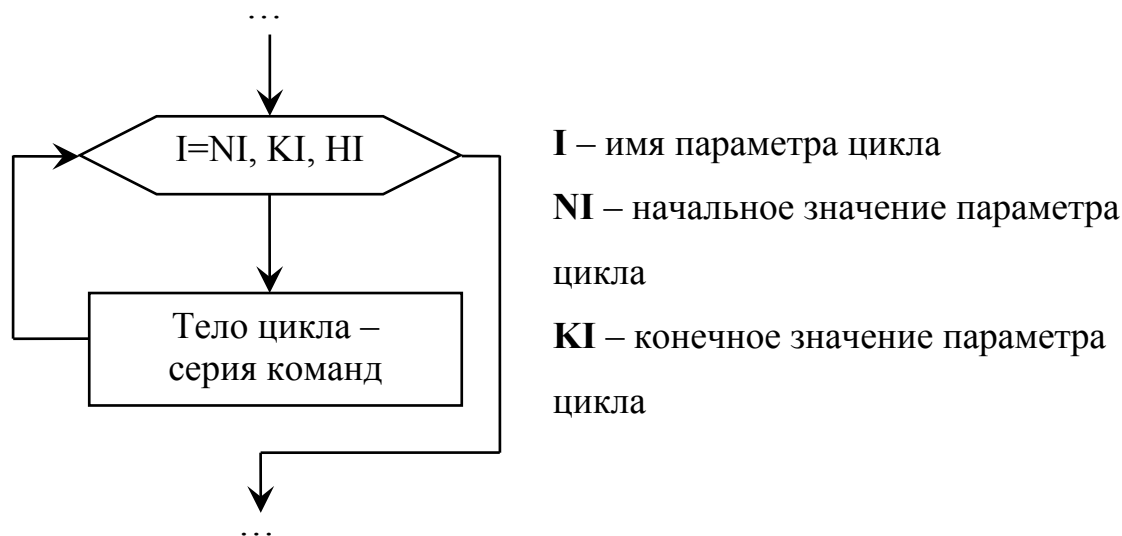 …
I=NI, KI, HI
Тело цикла –
серия команд
…
I – имя параметра цикла
NI – начальное значение параметра
цикла
KI – конечное значение параметра
цикла